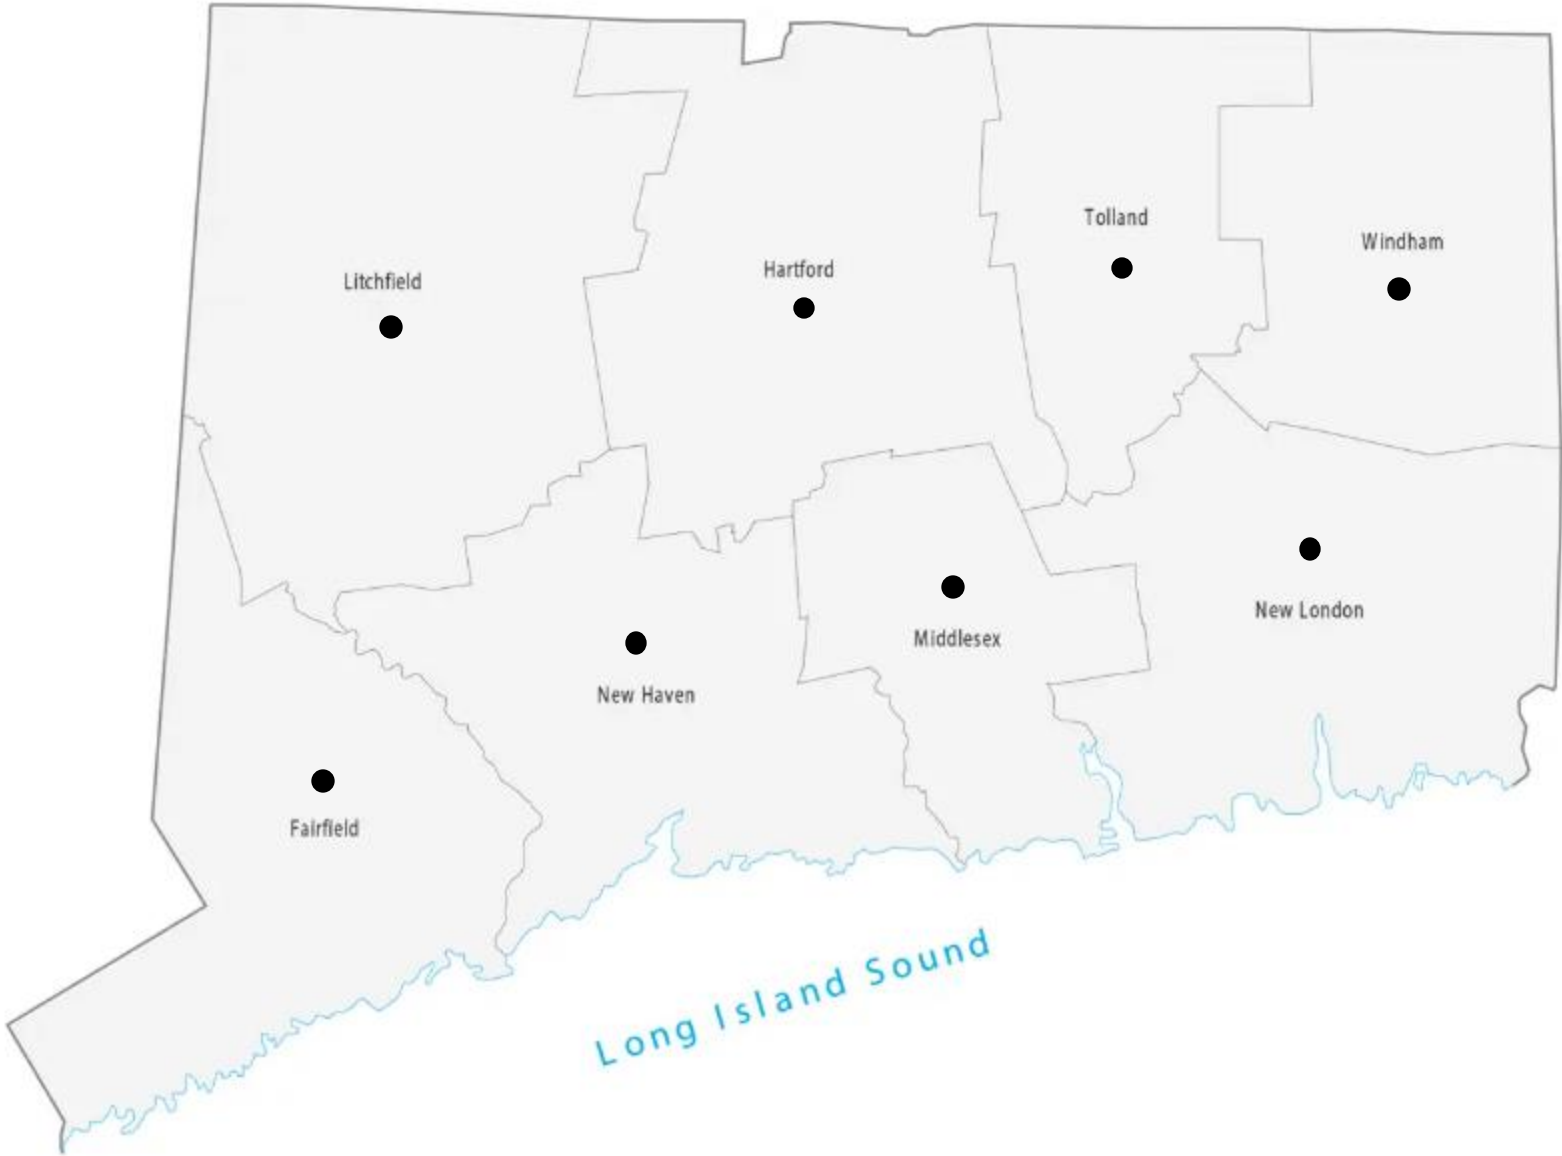 Tolland
Windham
Hartford
Litchfield
New London
Middlesex
New Haven
Fairfield
Long Island Sound